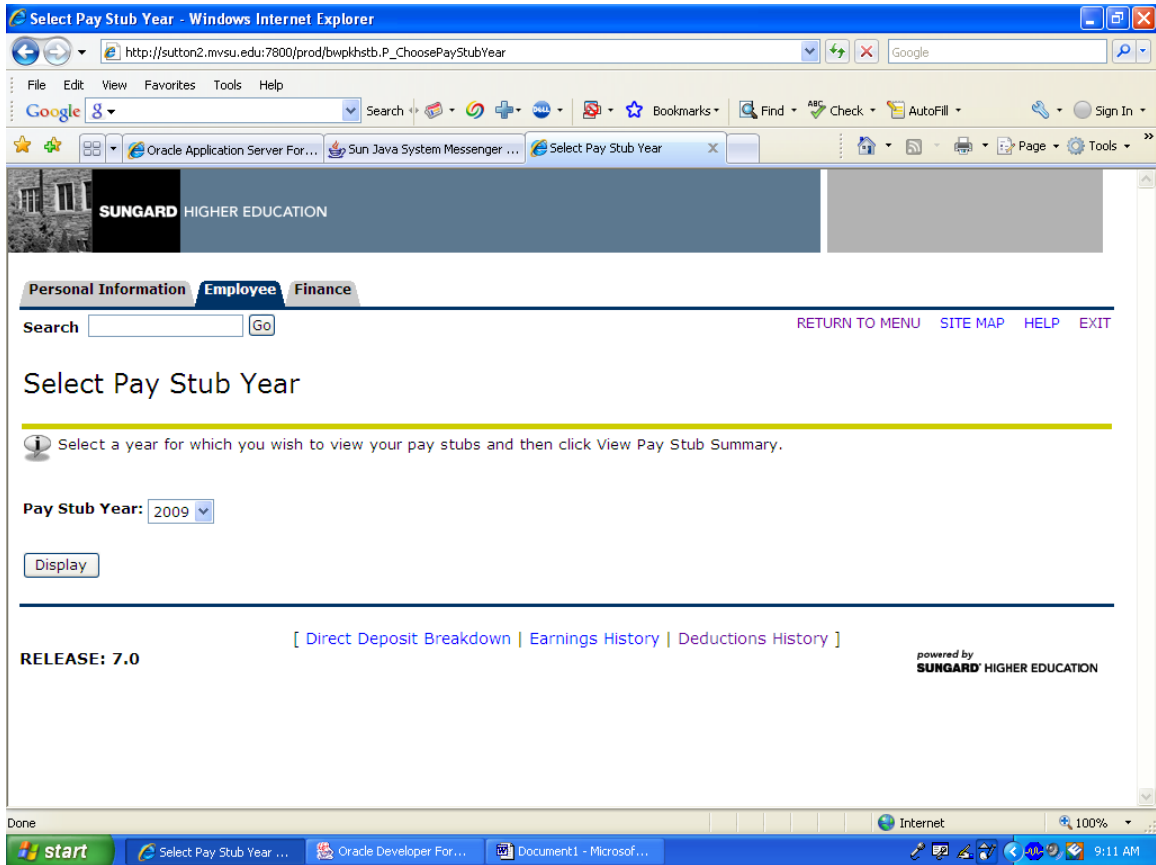 Select Pay Stub Year - Windows Internet Explorer
http://sutton2.mvsu.edu:7800/prod/bwpkhstb.P_ChoosePayStubYear Google
File Edit View Favorites Tools Help
Google Search Bookmarks Find Check AutoFill Sign In
Oracle Application Server For... Sun Java System Messenger ... Select Pay Stub Year Page Tools
SUNGARD HIGHER EDUCATION
Personal Information Employee Finance
Search Go RETURN TO MENU SITE MAP HELP EXIT
Select Pay Stub Year
Select a year for which you wish to view your pay stubs and then click View Pay Stub Summary.
Pay Stub Year: 2009
Display
[ Direct Deposit Breakdown | Earnings History | Deductions History ]
RELEASE: 7.0
powered by
SUNGARD® HIGHER EDUCATION
Done Internet 100%
start Select Pay Stub Year ... Oracle Developer For... Document1 - Microsof... 9:11 AM